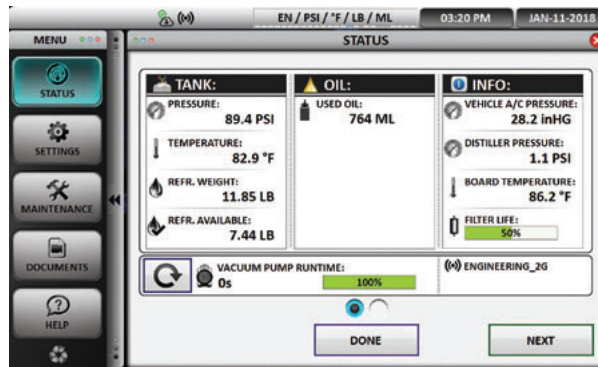 EN / PSI / °F / LB / ML
03:20 PM
JAN-11-2018
MENU
STATUS
STATUS
SETTINGS
MAINTENANCE
DOCUMENTS
HELP
TANK:
PRESSURE:
89.4 PSI
TEMPERATURE:
82.9 °F
REFR. WEIGHT:
11.85 LB
REFR. AVAILABLE:
7.44 LB
OIL:
USED OIL:
764 ML
INFO:
VEHICLE A/C PRESSURE:
28.2 inHG
DISTILLER PRESSURE:
1.1 PSI
BOARD TEMPERATURE:
86.2 °F
FILTER LIFE:
50%
VACUUM PUMP RUNTIME:
0s
100%
ENGINEERING_2G
DONE
NEXT